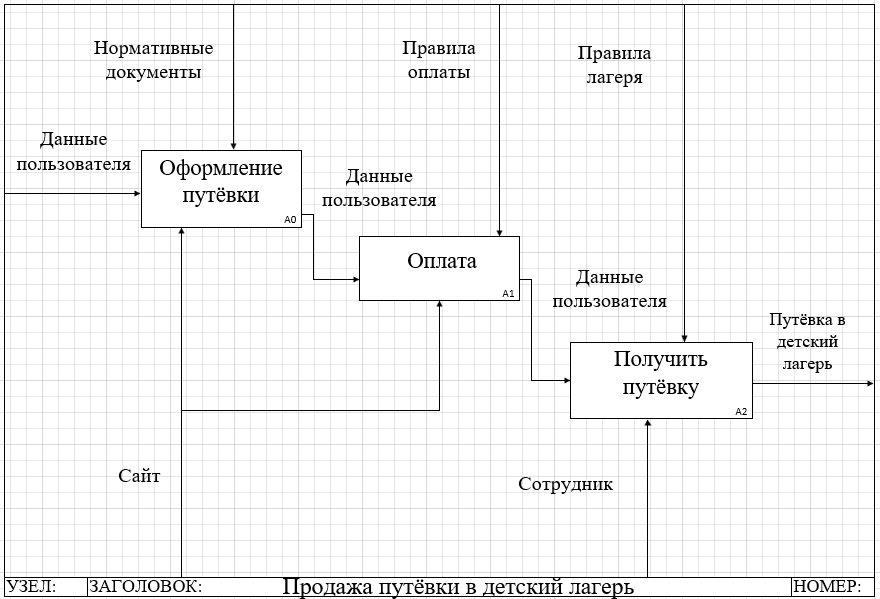 Нормативные
документы
Правила
оплаты
Правила
лагеря
Данные
пользователя
Оформление
путёвки
A0
Данные
пользователя
Оплата
A1
Данные
пользователя
Получить
путёвку
A2
Путёвка в
детский
лагерь
Сайт
Сотрудник
УЗЕЛ:
ЗАГОЛОВОК:
Продажа путёвки в детский лагерь
НОМЕР: